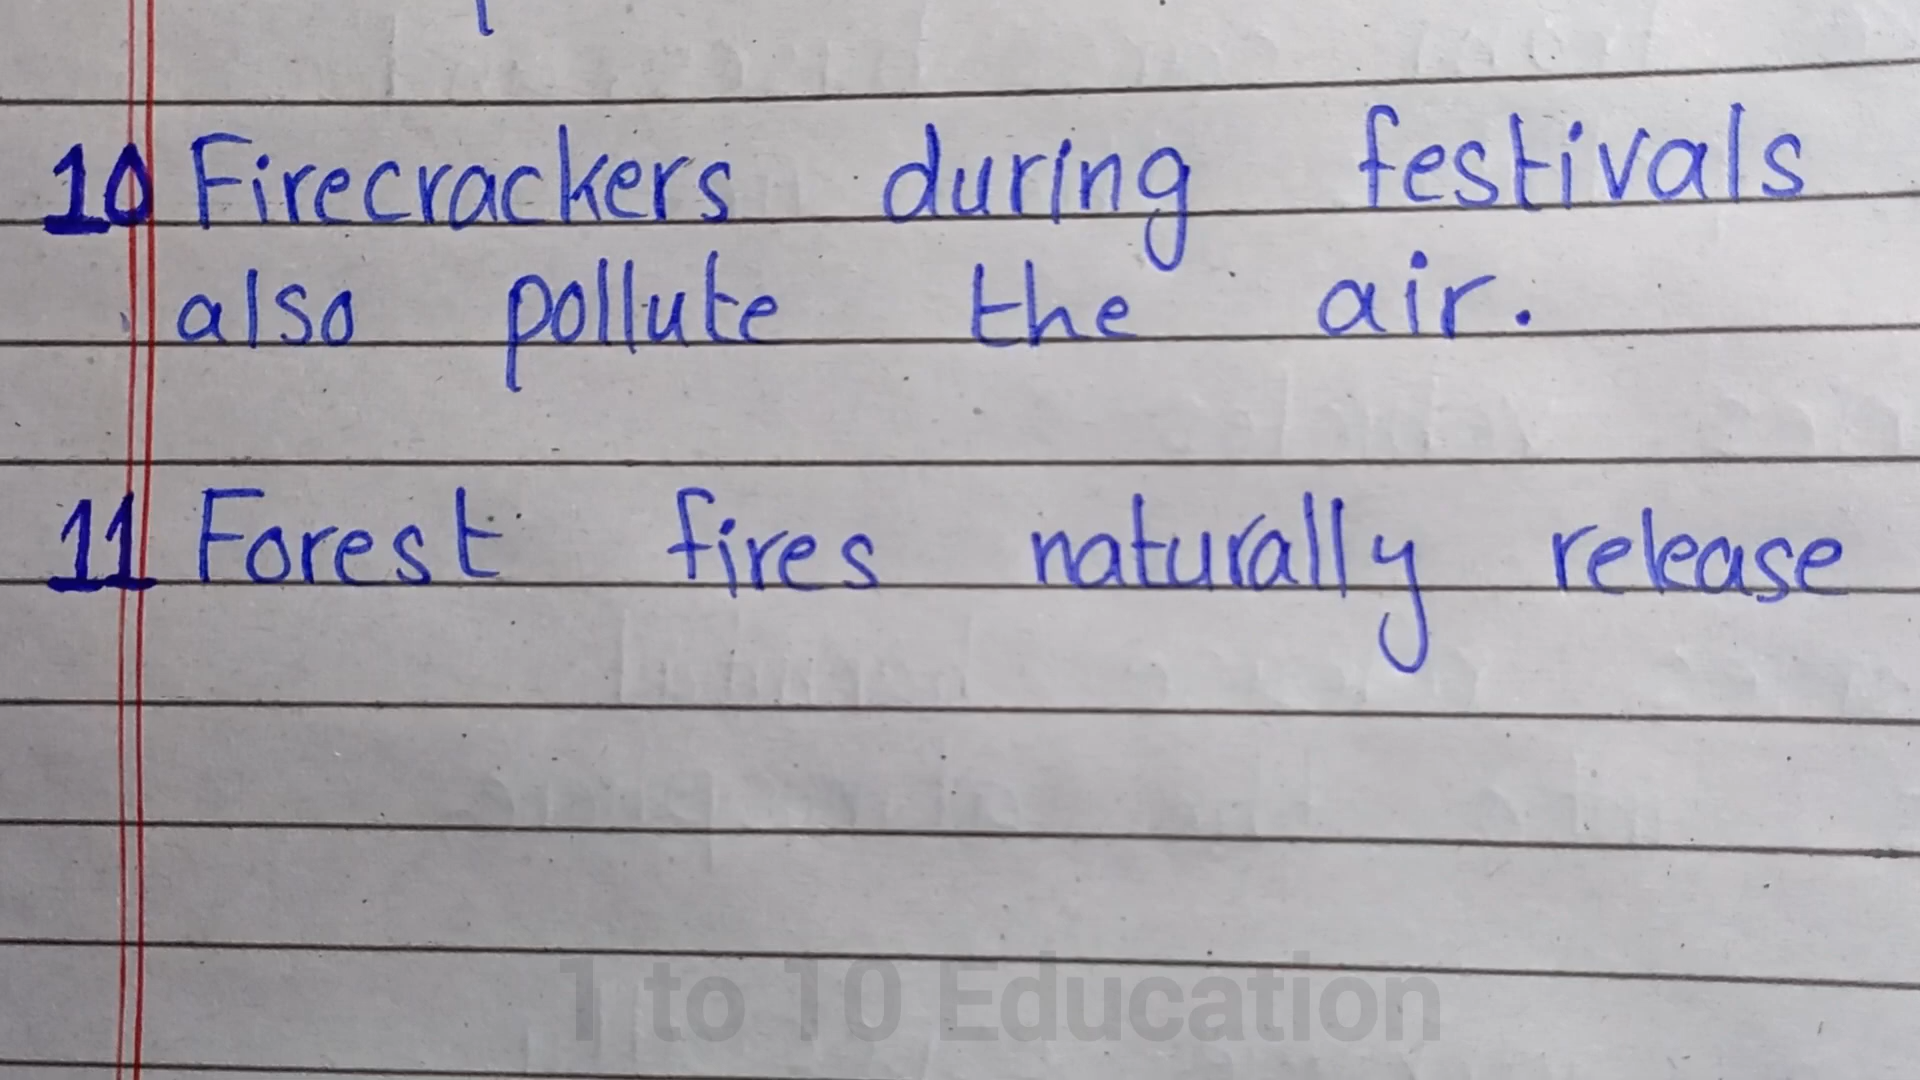 10 Firecrackers during festivals
also pollute the air.
11 Forest fires naturally release
1 to 10 Education